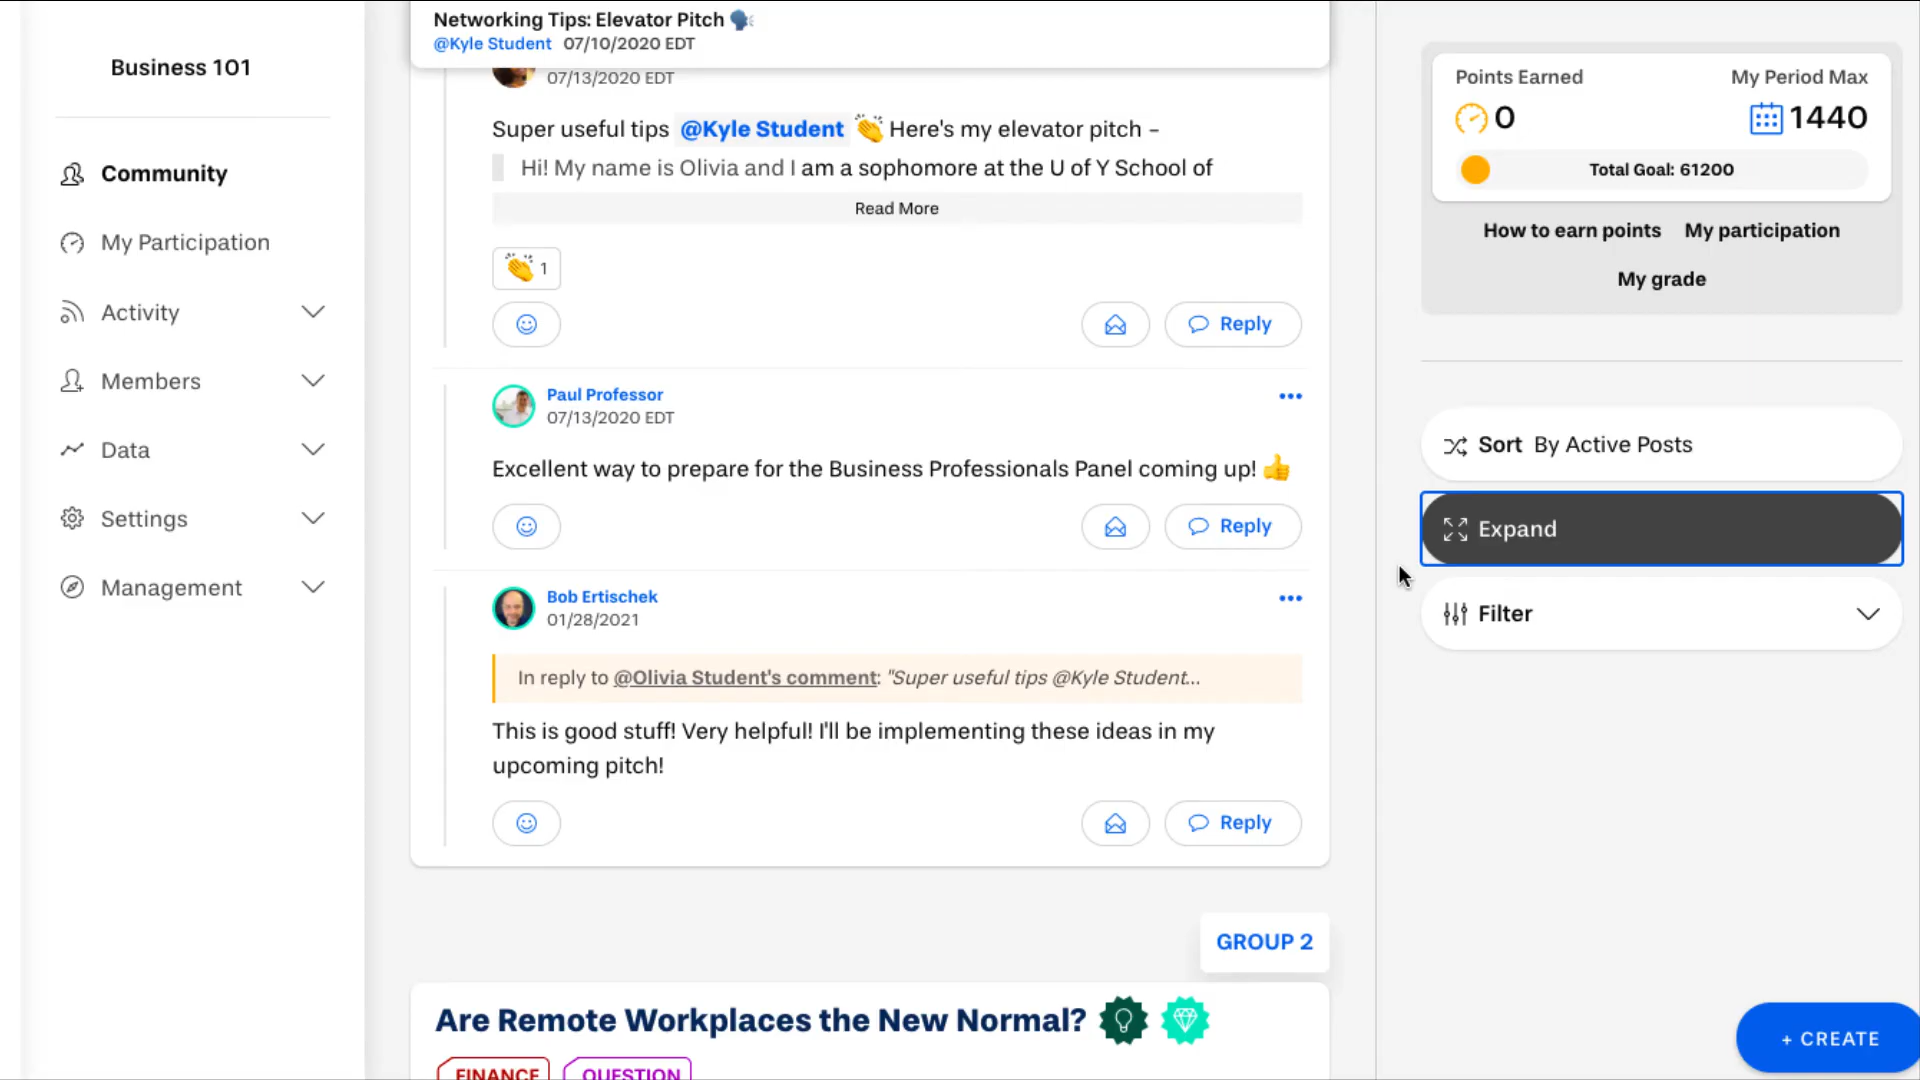 Business 101
Community
My Participation
Activity
Members
Data
Settings
Management
Networking Tips: Elevator Pitch
@Kyle Student 07/10/2020 EDT
07/13/2020 EDT
Super useful tips @Kyle Student 👏 Here's my elevator pitch –
Hi! My name is Olivia and I am a sophomore at the U of Y School of
Read More
1
Reply
Paul Professor
07/13/2020 EDT
Excellent way to prepare for the Business Professionals Panel coming up! 👍
Reply
Bob Ertischek
01/28/2021
In reply to @Olivia Student's comment: "Super useful tips @Kyle Student...
This is good stuff! Very helpful! I'll be implementing these ideas in my
upcoming pitch!
Reply
GROUP 2
Are Remote Workplaces the New Normal?
FINANCE QUESTION
Points Earned My Period Max
0 1440
Total Goal: 61200
How to earn points My participation
My grade
Sort By Active Posts
Expand
Filter
+ CREATE